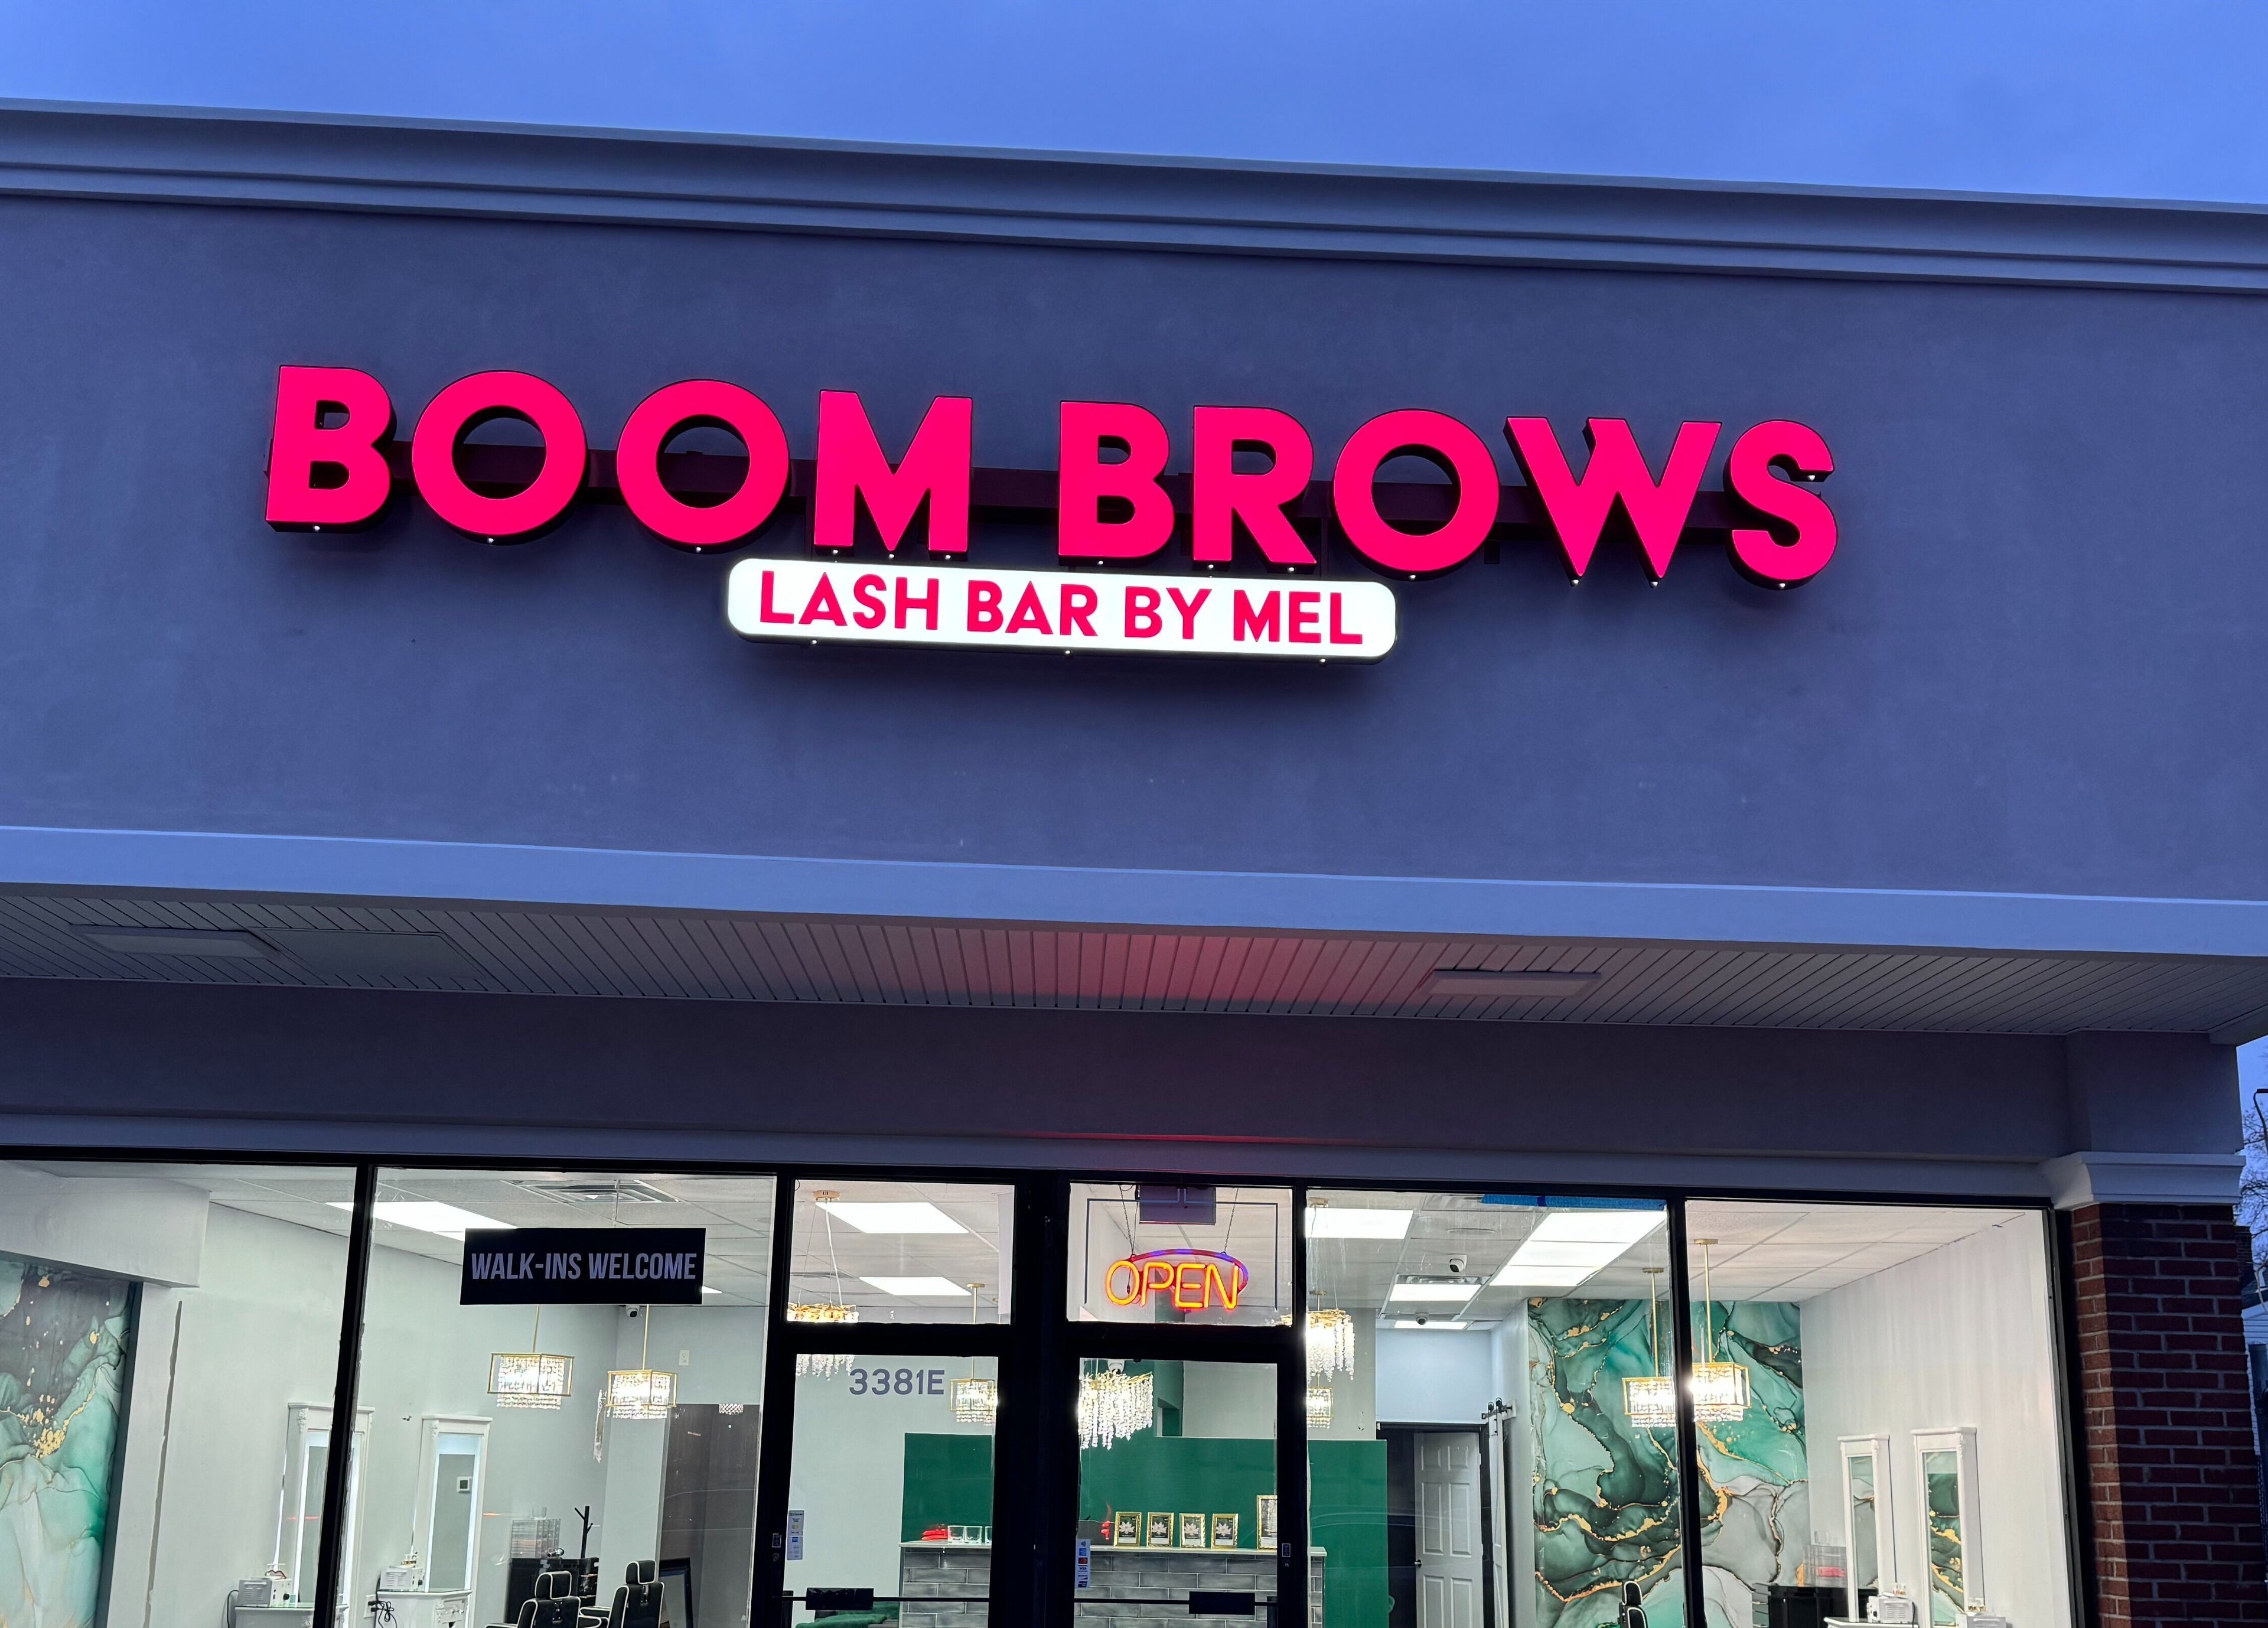 BOOM BROWS
LASH BAR BY MEL
WALK-INS WELCOME
OPEN
3381E